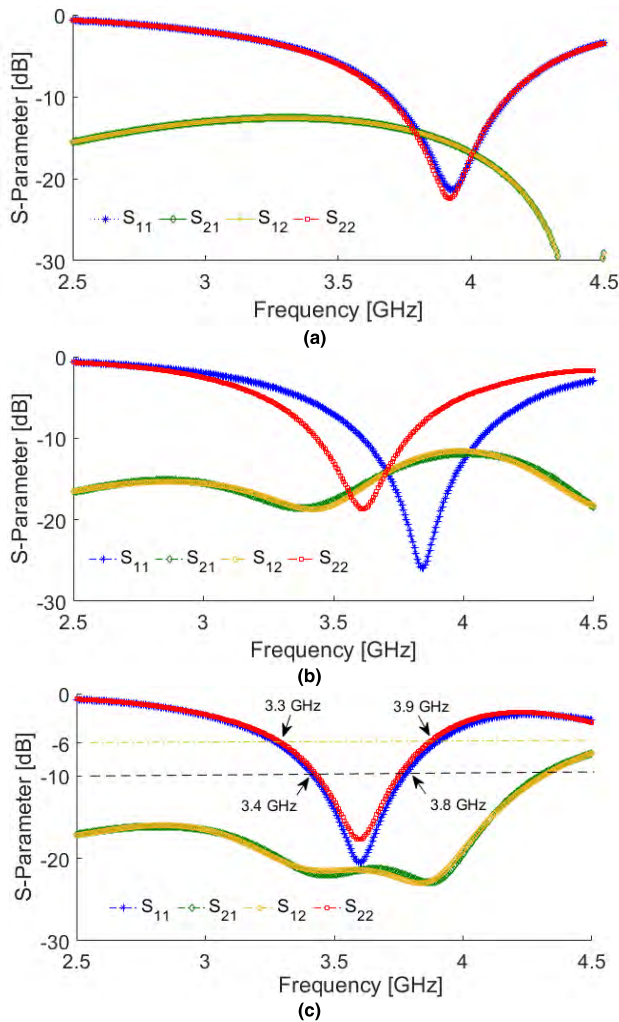 S-Parameter [dB]
0
-10
-20
-30
S11 S21 S12 S22
2.5 3 3.5 4 4.5
Frequency [GHz]
(a)
S-Parameter [dB]
0
-10
-20
-30
S11 S21 S12 S22
2.5 3 3.5 4 4.5
Frequency [GHz]
(b)
S-Parameter [dB]
0
3.3 GHz 3.9 GHz
-6
-10
3.4 GHz 3.8 GHz
-20
S11 S21 S12 S22
-30
2.5 3 3.5 4 4.5
Frequency [GHz]
(c)